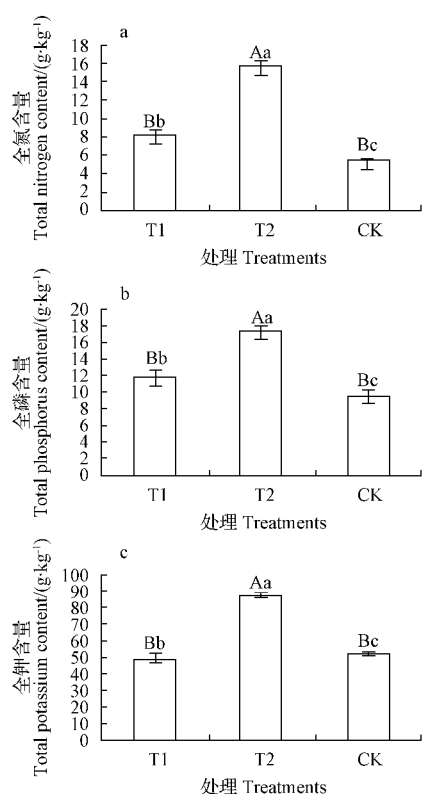 a
全氮含量
Total nitrogen content/(g·kg⁻¹)
18
16
14
12
10
8
6
4
2
0
Bb
Aa
Bc
T1 T2 CK
处理 Treatments
b
全磷含量
Total phosphorus content/(g·kg⁻¹)
20
18
16
14
12
10
8
6
4
2
0
Bb
Aa
Bc
T1 T2 CK
处理 Treatments
c
全钾含量
Total potassium content/(g·kg⁻¹)
100
90
80
70
60
50
40
30
20
10
0
Bb
Aa
Bc
T1 T2 CK
处理 Treatments